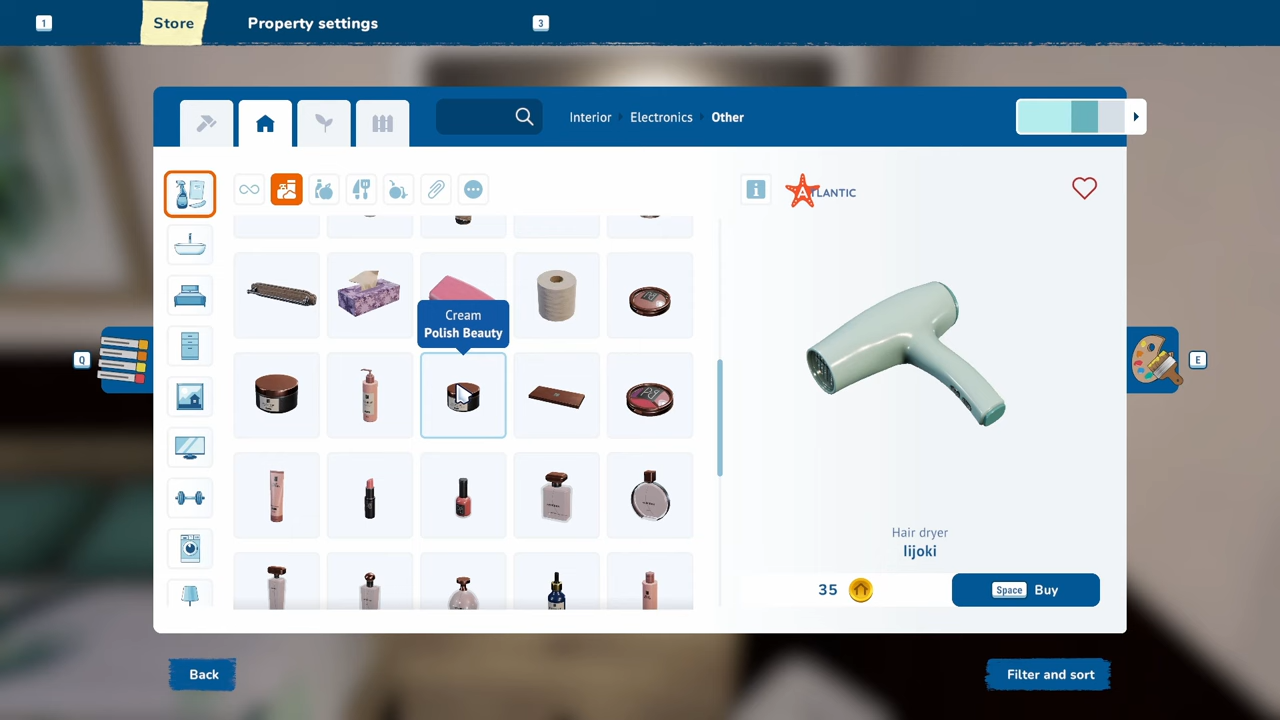 1
Store
Property settings
3
Interior
Electronics
Other
ATLANTIC
Cream
Polish Beauty
Q
E
Hair dryer
35
Space
Buy
Back
Filter and sort